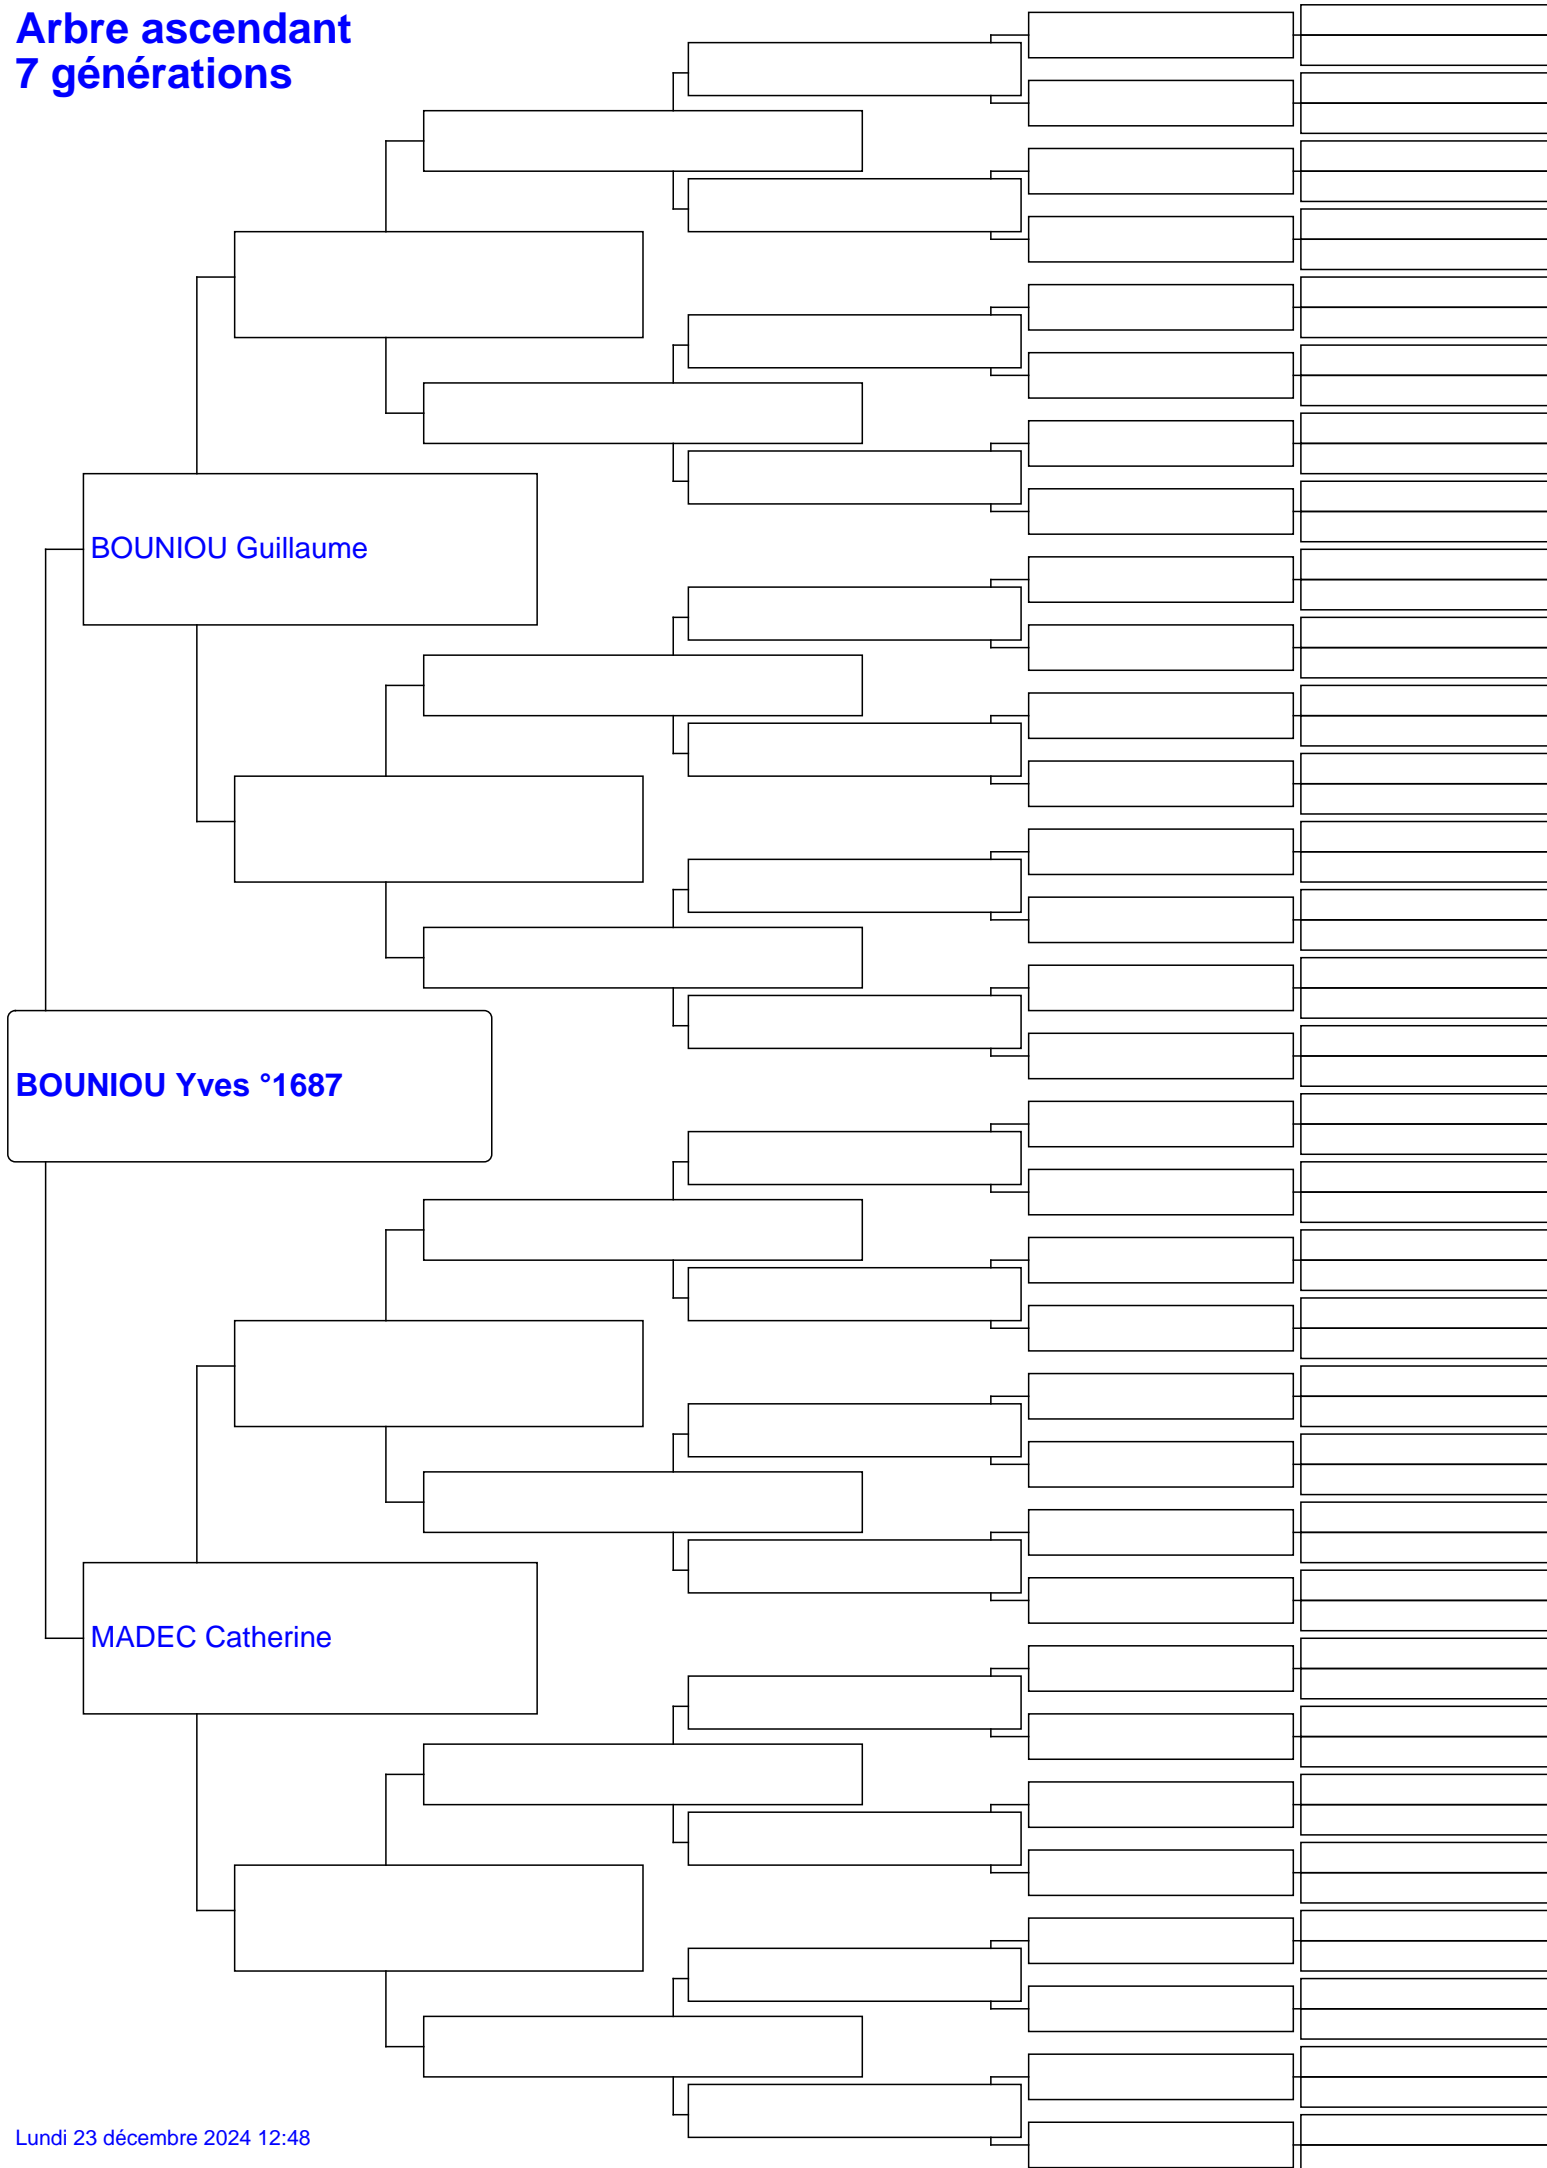 Arbre ascendant
7 générations
BOUNIOU Guillaume
BOUNIOU Yves °1687
MADEC Catherine
Lundi 23 décembre 2024 12:48